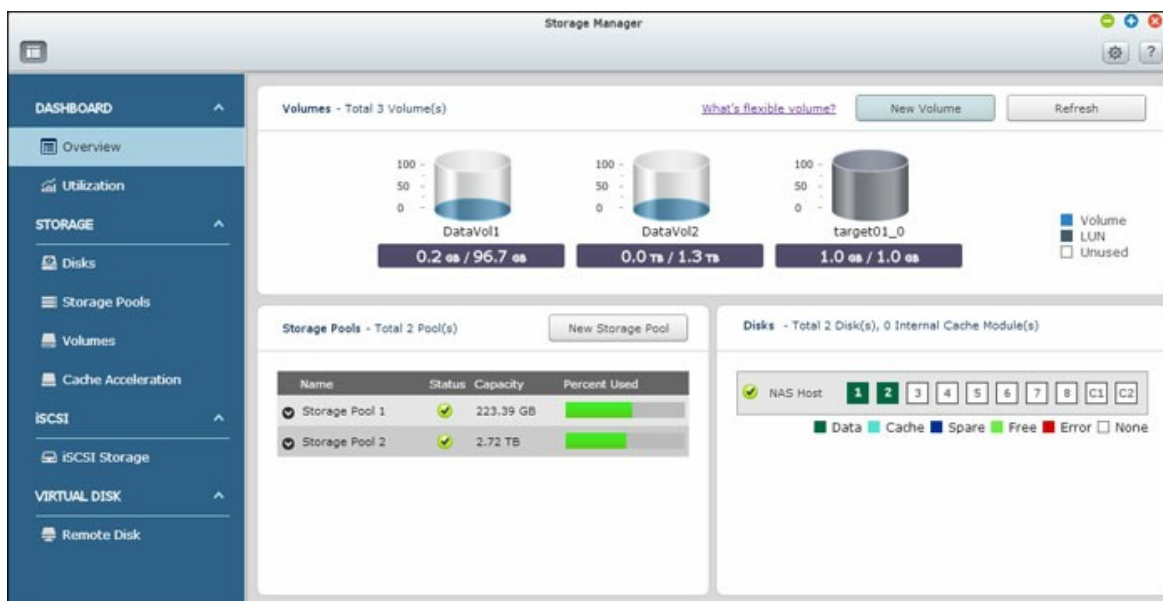 Storage Manager
?
DASHBOARD
Overview
Utilization
STORAGE
Disks
Storage Pools
Volumes
Cache Acceleration
iSCSI
iSCSI Storage
VIRTUAL DISK
Remote Disk
Volumes - Total 3 Volume(s)
What's flexible volume?
New Volume
Refresh
100
50
0
DataVol1
0.2 GB / 96.7 GB
100
50
0
DataVol2
0.0 TB / 1.3 TB
100
50
0
target01_0
1.0 GB / 1.0 GB
Volume
LUN
Unused
Storage Pools - Total 2 Pool(s)
New Storage Pool
Name Status Capacity Percent Used
Storage Pool 1 223.39 GB
Storage Pool 2 2.72 TB
Disks - Total 2 Disk(s), 0 Internal Cache Module(s)
NAS Host 1 2 3 4 5 6 7 8 C1 C2
Data Cache Spare Free Error None